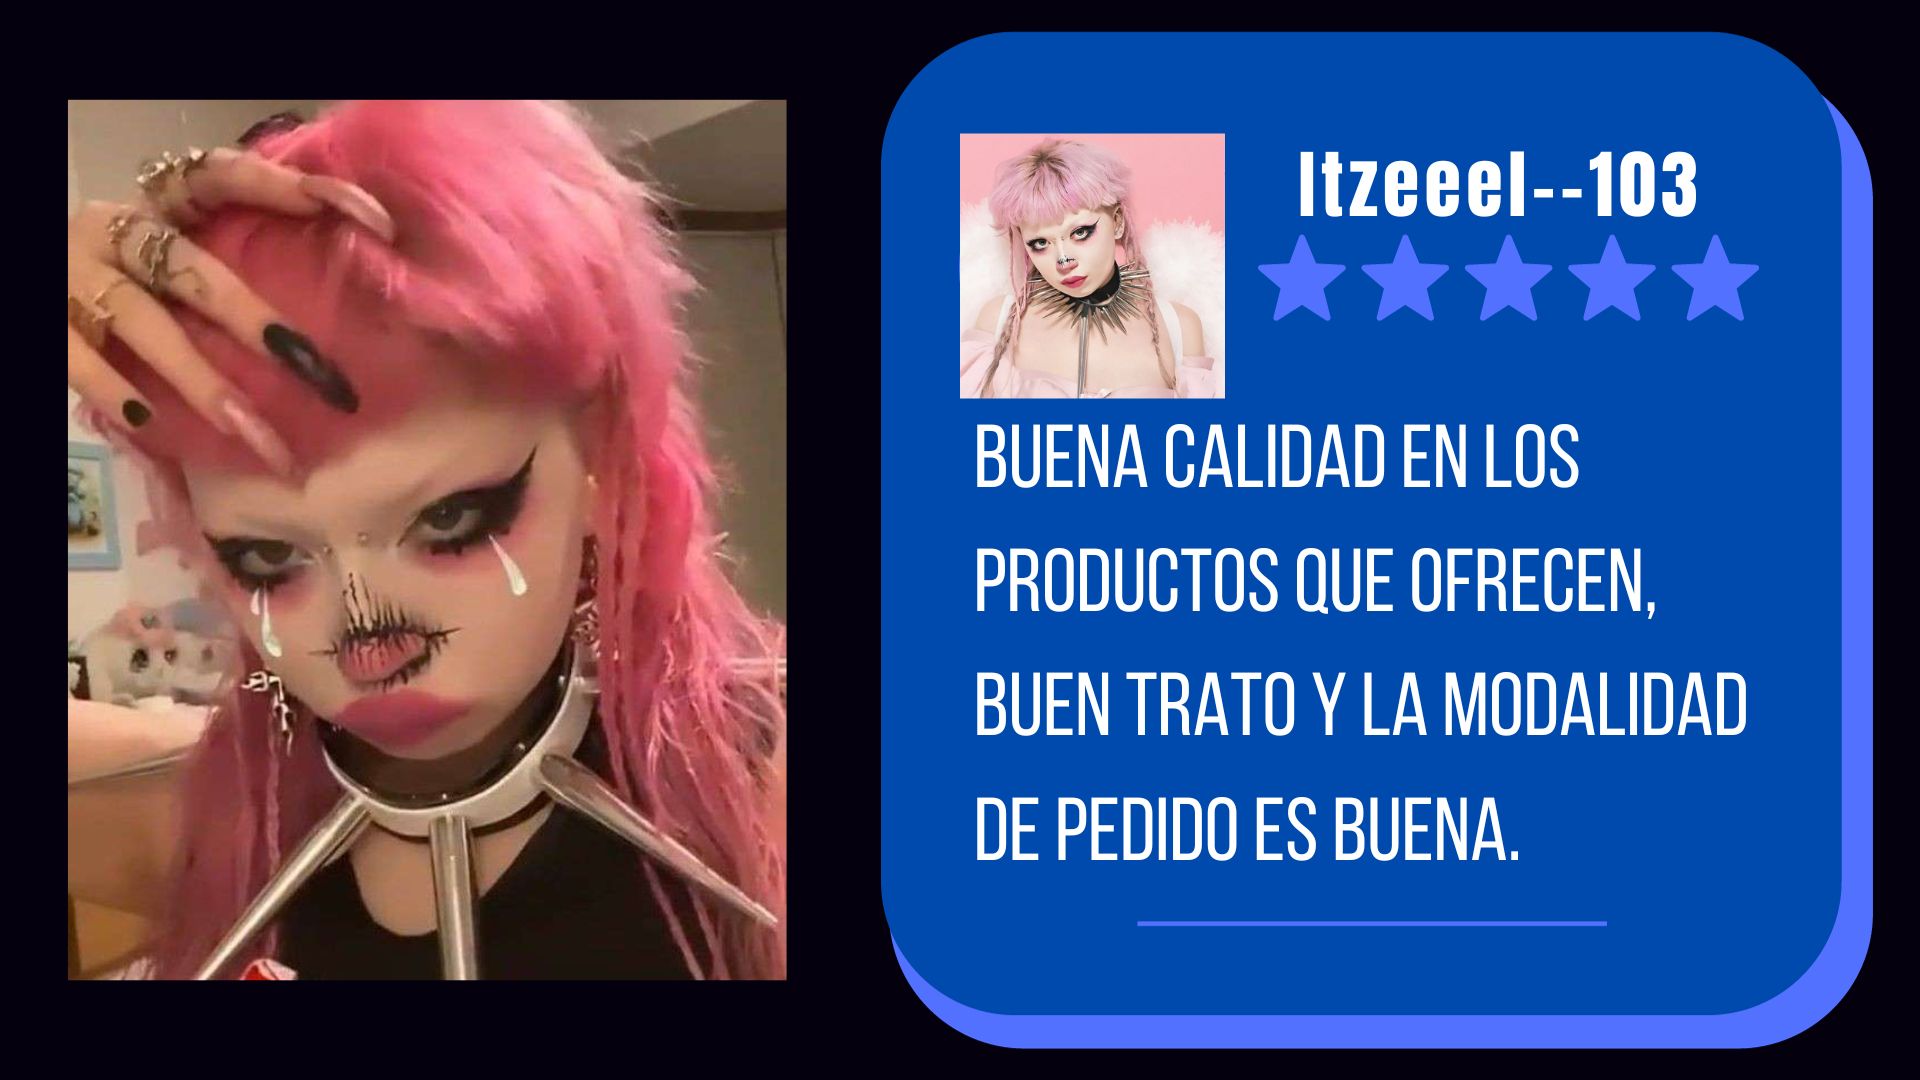 Itzeeel--103
BUENA CALIDAD EN LOS
PRODUCTOS QUE OFRECEN,
BUEN TRATO Y LA MODALIDAD
DE PEDIDO ES BUENA.